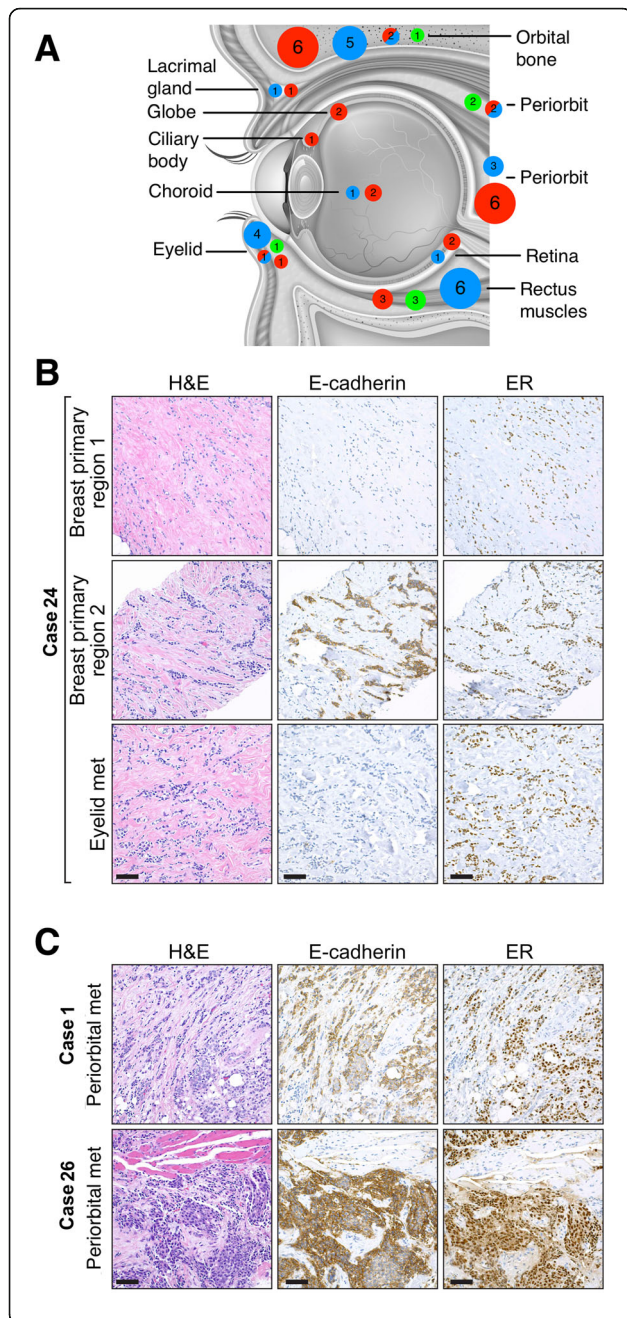 A
6
5
2
1
Orbital
bone
Lacrimal
gland
1
1
Globe
2
2
2
Periorbit
Ciliary
body
1
3
Periorbit
Choroid
1
2
6
4
Eyelid
1
1
1
2
1
Retina
3
3
6
Rectus
muscles
B
H&E
E-cadherin
ER
Case 24
Breast primary
region 1
Breast primary
region 2
Eyelid met
C
H&E
E-cadherin
ER
Case 1
Periorbital met
Case 26
Periorbital met